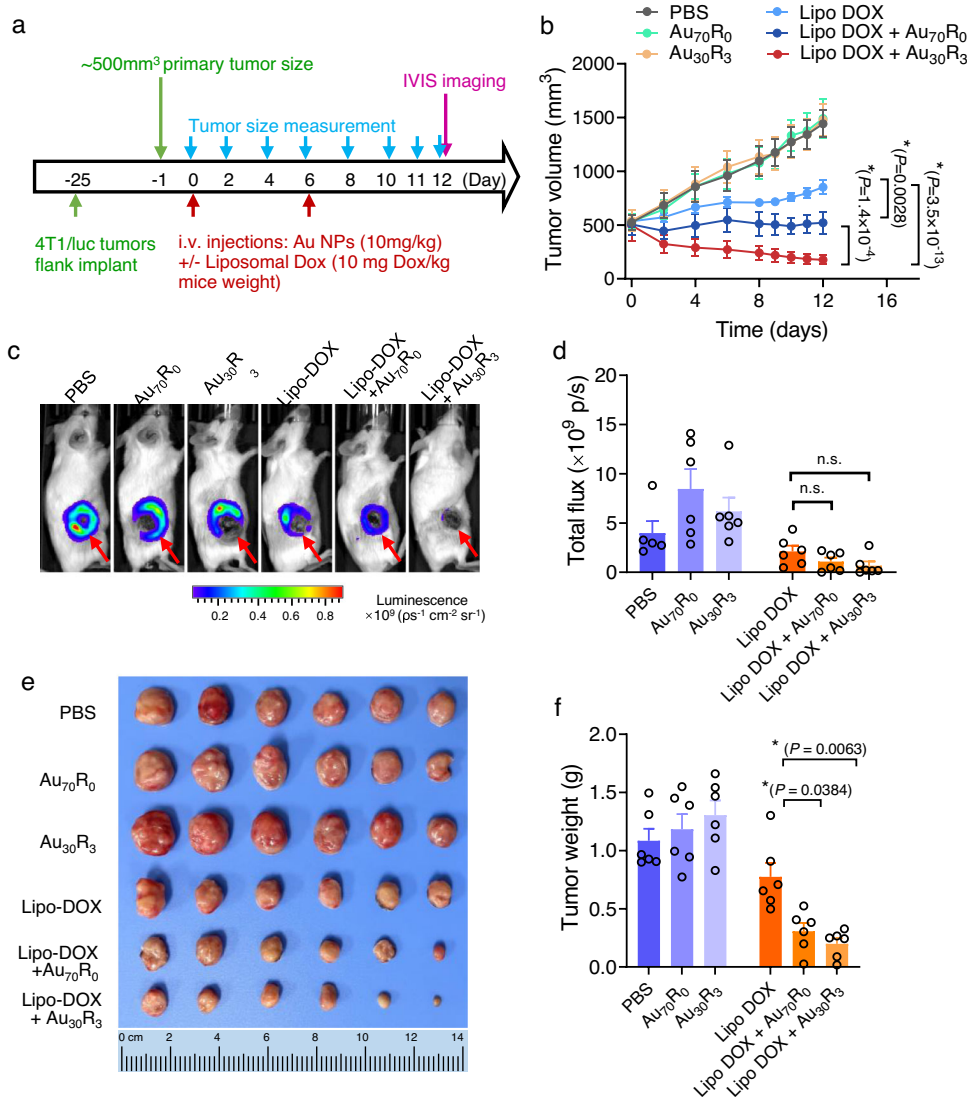 a
~500mm³ primary tumor size
IVIS imaging
Tumor size measurement
-25 -1 0 2 4 6 8 10 11 12 (Day)
4T1/luc tumors
flank implant
i.v. injections: Au NPs (10mg/kg)
+/- Liposomal Dox (10 mg Dox/kg
mice weight)
b
PBS
Au₇₀R₀
Au₃₀R₃
Lipo DOX
Lipo DOX + Au₇₀R₀
Lipo DOX + Au₃₀R₃
Tumor volume (mm³)
2000
1500
1000
500
0
0 4 8 12 16
Time (days)
*(P=1.4×10⁻⁴)
*(P=0.0028)
*(P=3.5×10⁻¹³)
c
PBS
Au₇₀R₀
Au₃₀R
3
Lipo-DOX
Lipo-DOX
+Au₇₀R₀
Lipo-DOX
+ Au₃₀R₃
0.2 0.4 0.6 0.8
Luminescence
×10⁹ (ps⁻¹ cm⁻² sr⁻¹)
d
Total flux (×10⁹ p/s)
20
15
10
5
0
n.s.
n.s.
PBS
Au₇₀R₀
Au₃₀R₃
Lipo DOX
Lipo DOX + Au₇₀R₀
Lipo DOX + Au₃₀R₃
e
PBS
Au₇₀R₀
Au₃₀R₃
Lipo-DOX
Lipo-DOX
+Au₇₀R₀
Lipo-DOX
+ Au₃₀R₃
0 cm 2 4 6 8 10 12 14
f
Tumor weight (g)
2.0
1.5
1.0
0.5
0.0
* (P = 0.0063)
*(P = 0.0384)
PBS
Au₇₀R₀
Au₃₀R₃
Lipo DOX
Lipo DOX + Au₇₀R₀
Lipo DOX + Au₃₀R₃